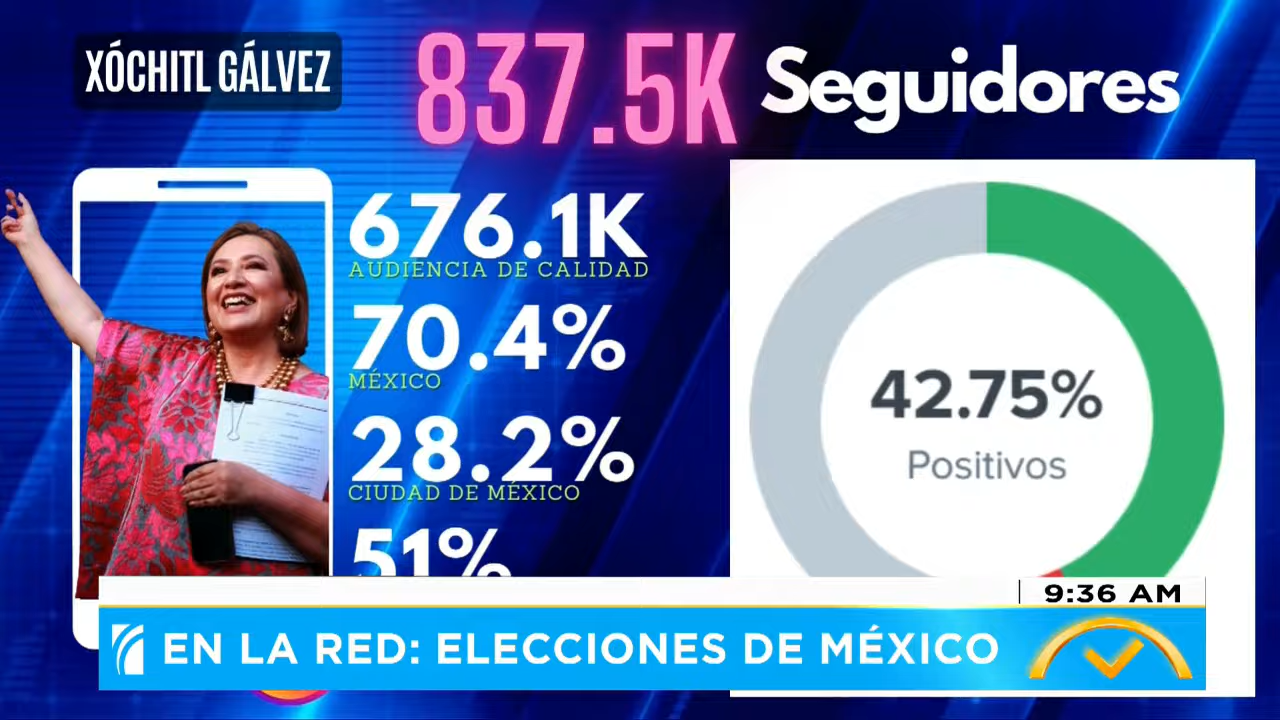 XÓCHITL GÁLVEZ
837.5K Seguidores
676.1K
AUDIENCIA DE CALIDAD
70.4%
MÉXICO
28.2%
CIUDAD DE MÉXICO
51%
42.75%
Positivos
9:36 AM
EN LA RED: ELECCIONES DE MÉXICO